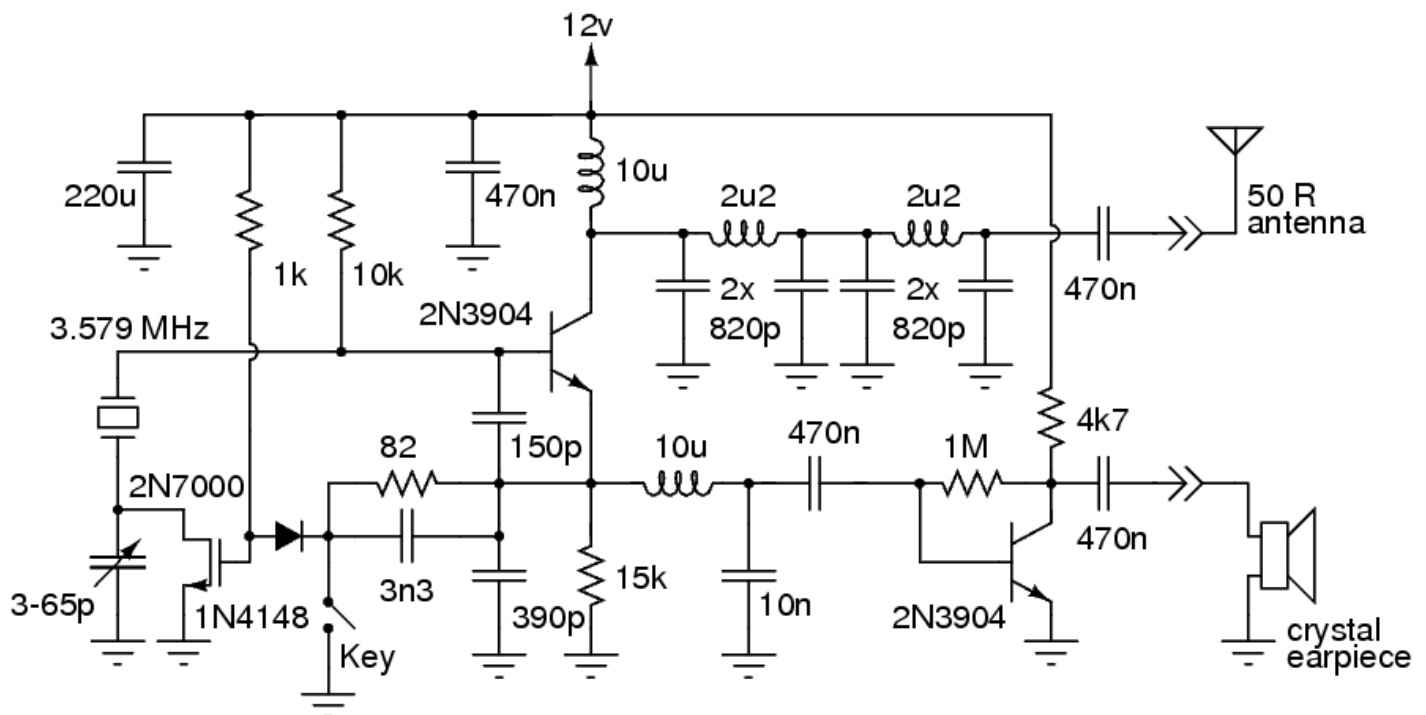 12v
220u
1k
10k
470n
10u
2u2
2u2
50 R
antenna
2x
820p
2x
820p
470n
2N3904
3.579 MHz
4k7
150p
82
10u
470n
1M
470n
2N7000
3-65p
1N4148
3n3
390p
15k
10n
2N3904
Key
crystal
earpiece